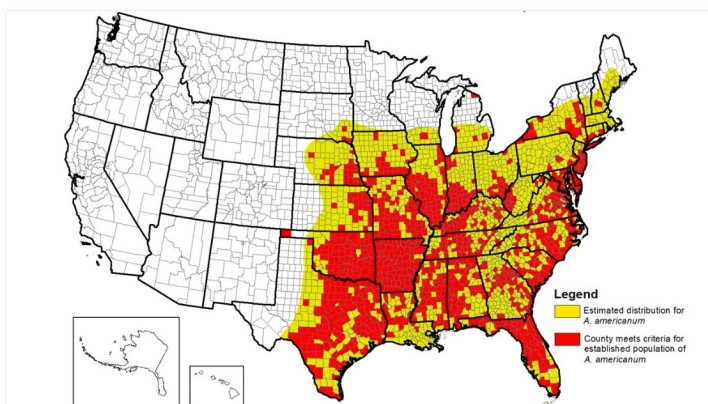 Legend
Estimated distribution for
A. americanum
County meets criteria for
established population of
A. americanum